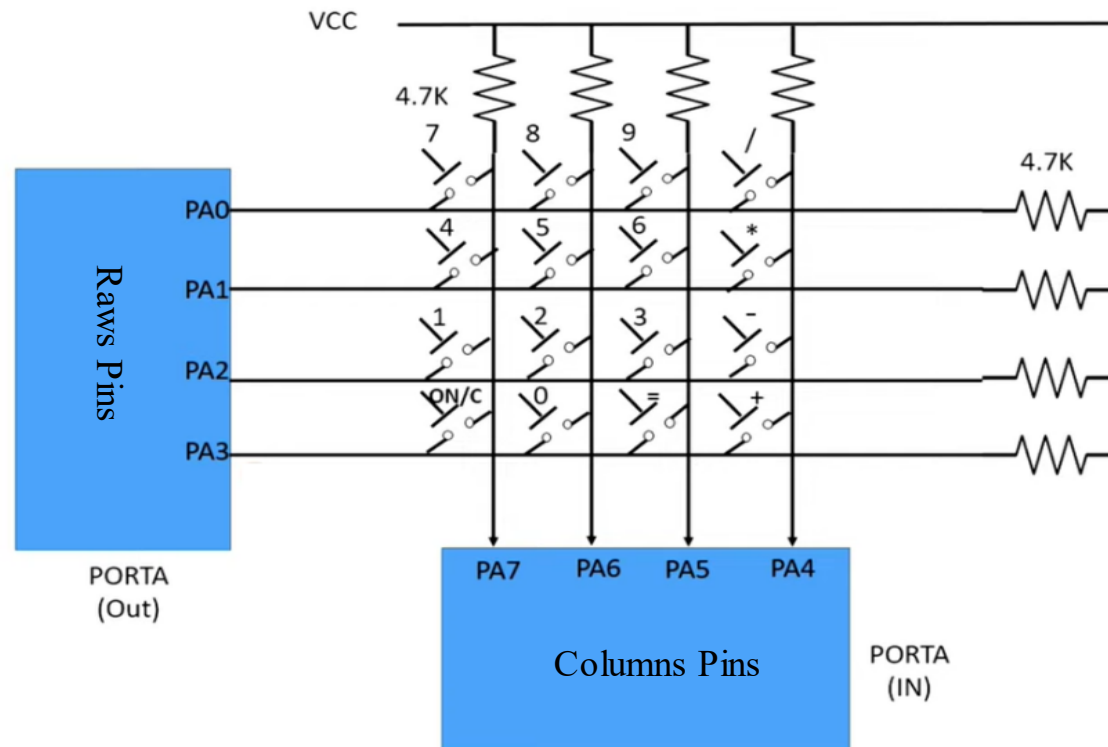 VCC
4.7K
7 8 9 /
4.7K
PA0
4 5 6 *
PA1
1 2 3 -
PA2
ON/C 0 = +
PA3
Raws Pins
PORTA
(Out)
PA7 PA6 PA5 PA4
Columns Pins
PORTA
(IN)